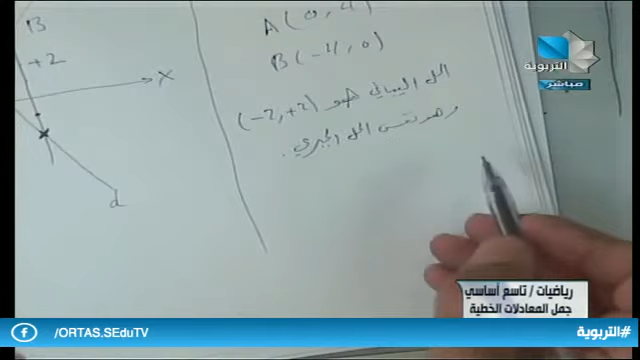 B
+2
X
d
A(0,4)
B(-4,0)
الحل البياني هو (-2,+2)
وهو نفس الحل الجبري.
التربوية
مباشر
رياضيات / تاسع أساسي
جمل المعادلات الخطية
/ORTAS.SEduTV
#التربوية